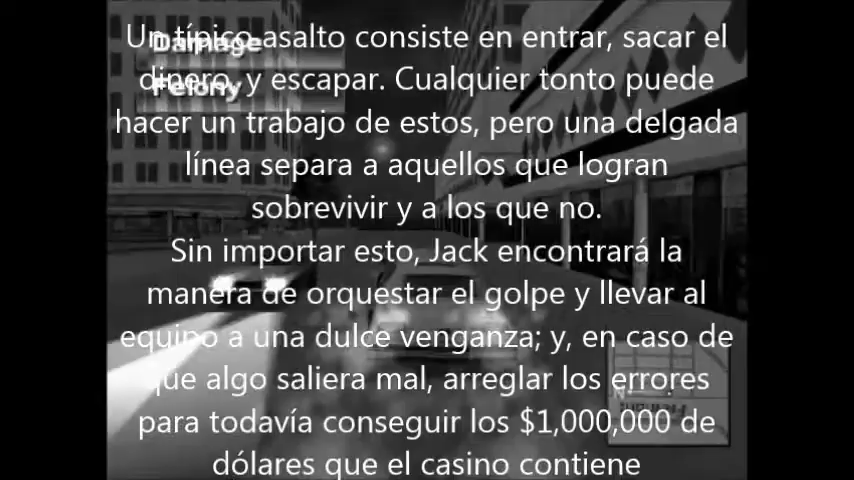 Un típico asalto consiste en entrar, sacar el
dinero, y escapar. Cualquier tonto puede
hacer un trabajo de estos, pero una delgada
línea separa a aquellos que logran
sobrevivir y a los que no.
Sin importar esto, Jack encontrará la
manera de orquestar el golpe y llevar al
equipo a una dulce venganza; y, en caso de
que algo saliera mal, arreglar los errores
para todavía conseguir los $1,000,000 de
dólares que el casino contiene
Damage
Felony
N